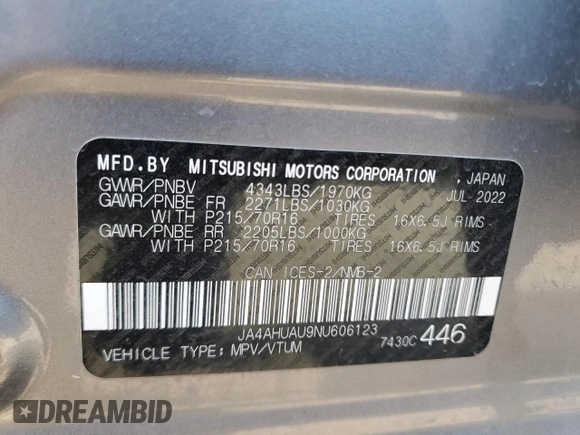 MFD.BY MITSUBISHI MOTORS CORPORATION , JAPAN
GWWR/PNBV 4343LBS/1970KG JUL-2022
GAWR/PNBE FR 2271LBS/1030KG
WITH P215/70R16 TIRES 16X6.5J RIMS
GAWR/PNBE RR 2205LBS/1000KG
WITH P215/70R16 TIRES 16X6.5J RIMS
CAN ICES-2/NMB-2
JA4AHUAU9NU606123
VEHICLE TYPE: MPV/VTUM 7430C 446
DREAMBID